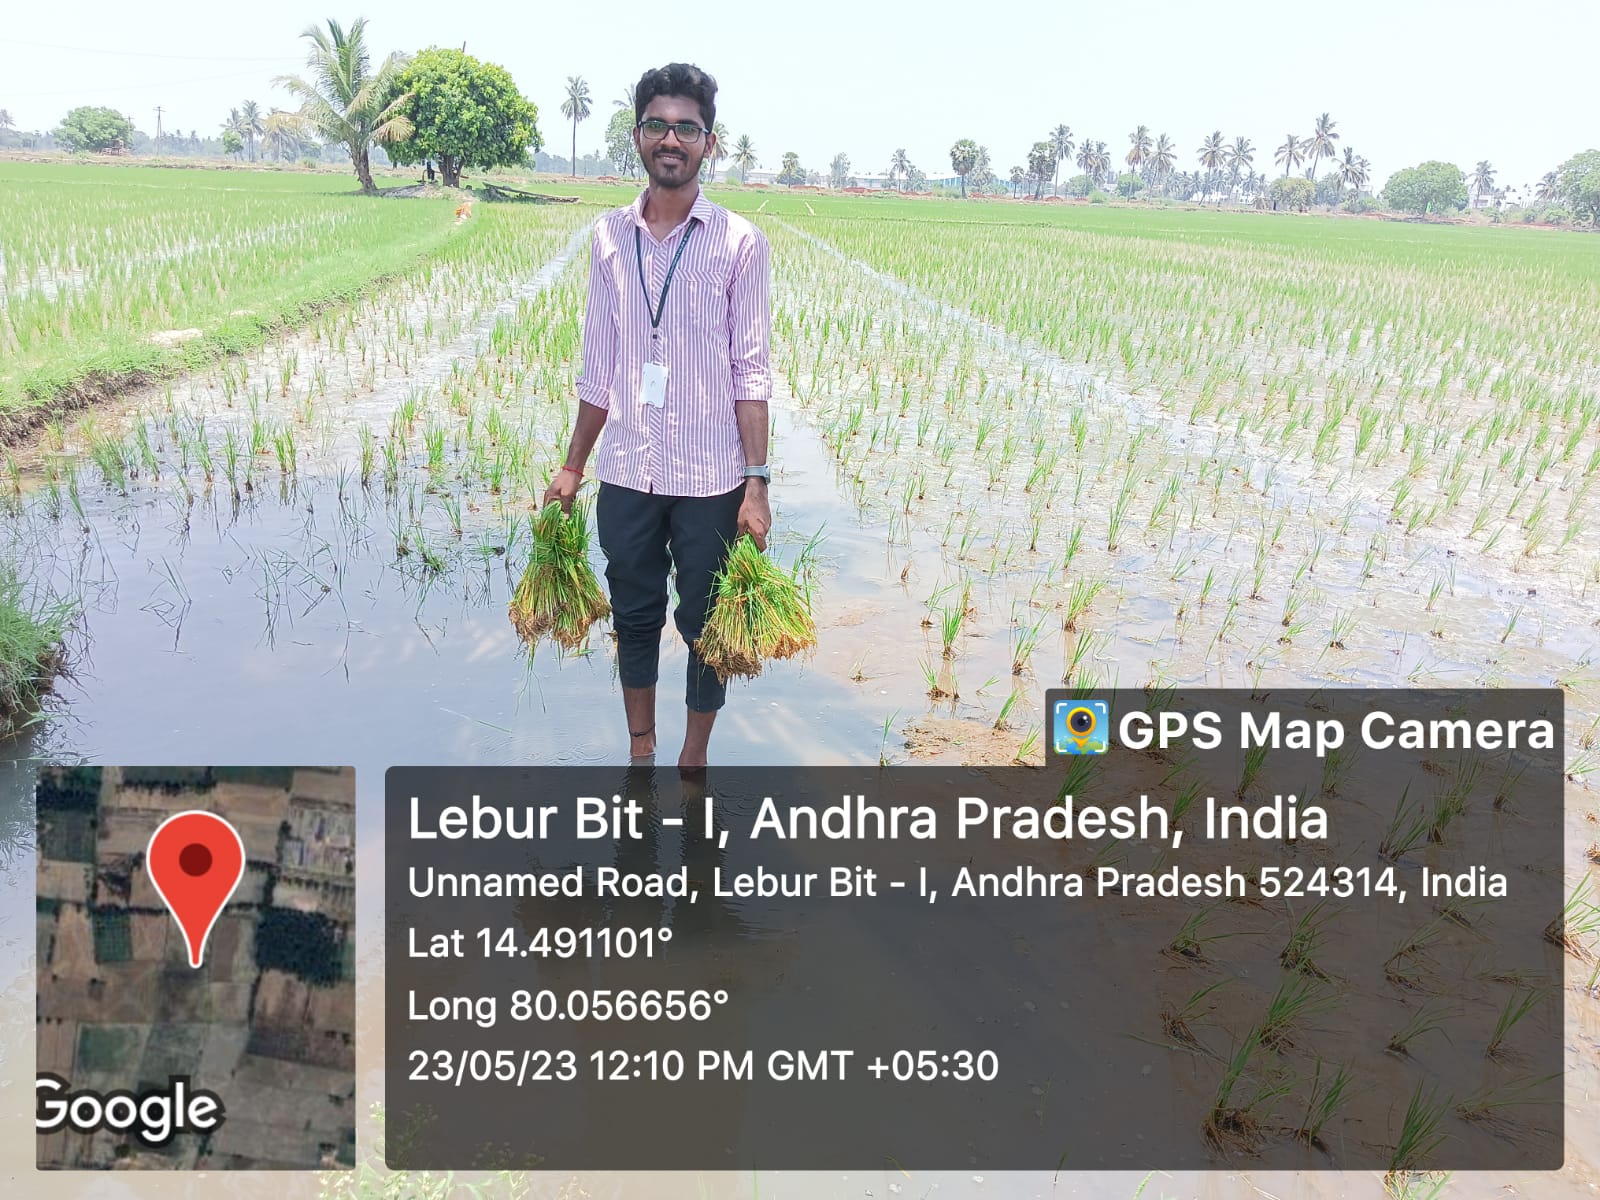 GPS Map Camera
Lebur Bit - I, Andhra Pradesh, India
Unnamed Road, Lebur Bit - I, Andhra Pradesh 524314, India
Lat 14.491101°
Long 80.056656°
23/05/23 12:10 PM GMT +05:30
Google